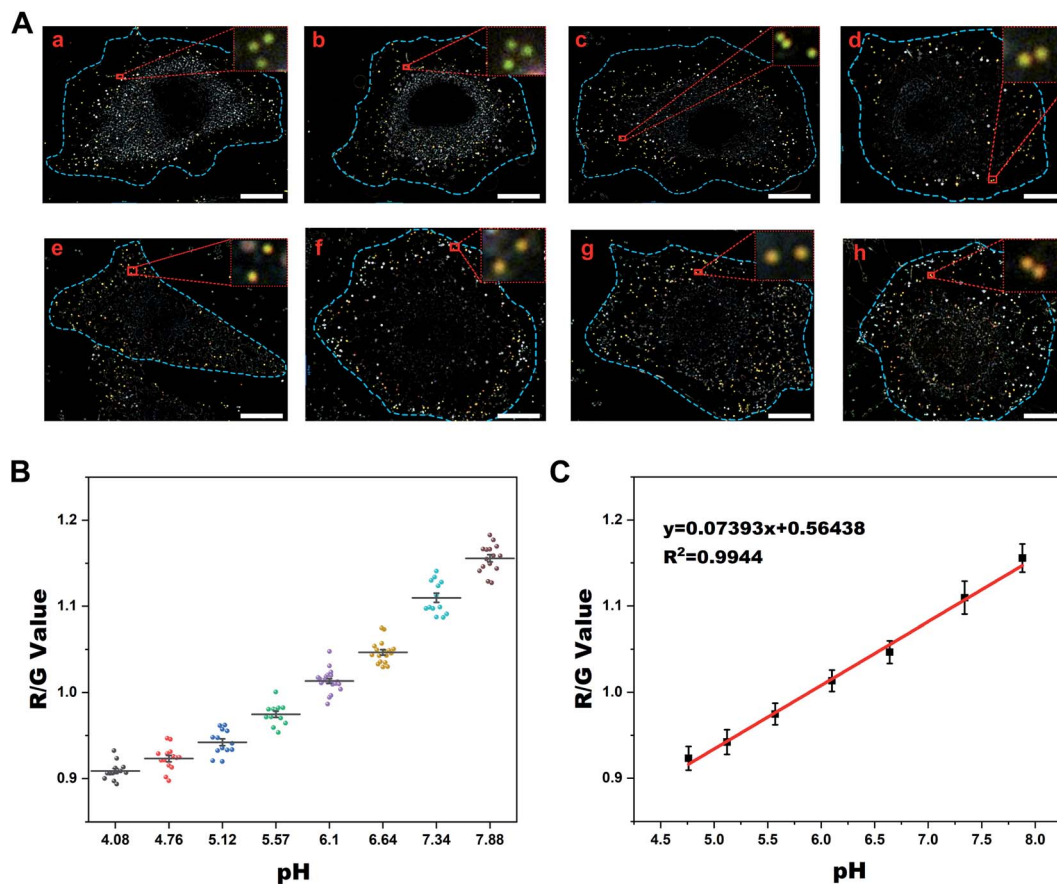 A
a
b
c
d
e
f
g
h
B
R/G Value
1.2
1.1
1.0
0.9
4.08 4.76 5.12 5.57 6.1 6.64 7.34 7.88
pH
C
y=0.07393x+0.56438
R²=0.9944
R/G Value
1.2
1.1
1.0
0.9
4.5 5.0 5.5 6.0 6.5 7.0 7.5 8.0
pH